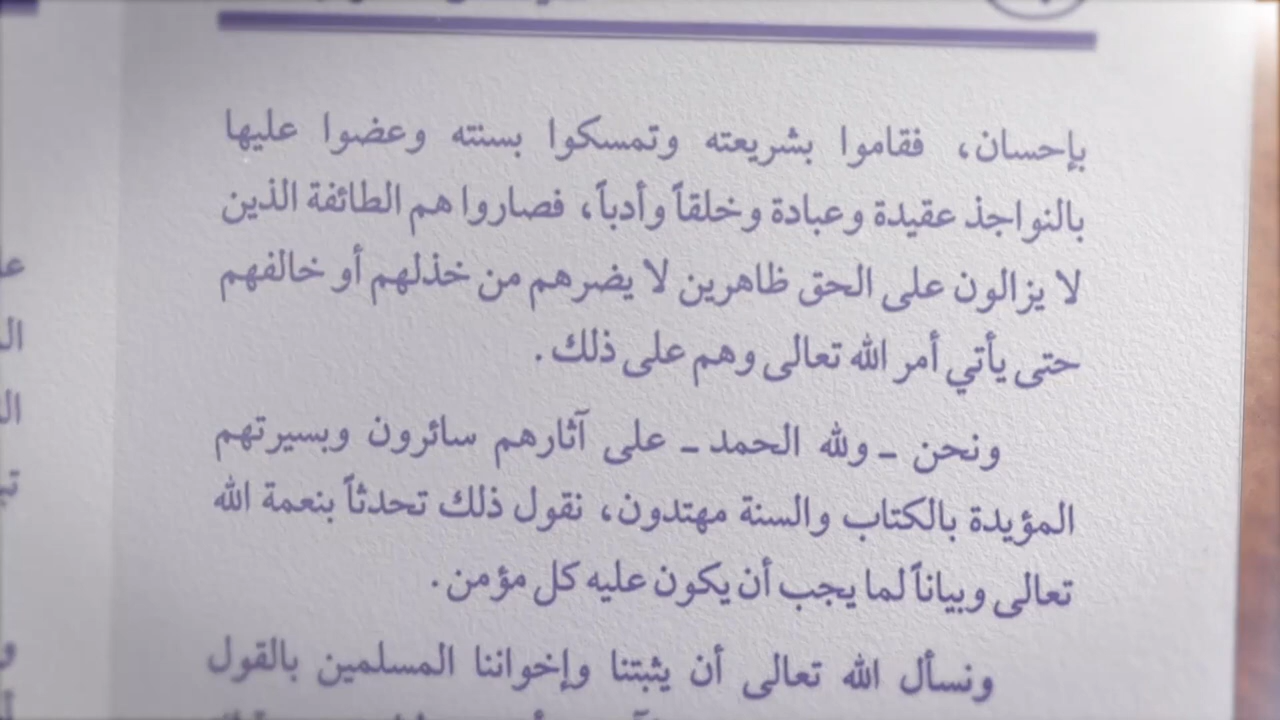 بإحسان، فقاموا بشريعته وتمسكوا بسنته وعضوا عليها
بالنواجذ عقيدة وعبادة وخلقاً وأدباً، فصاروا هم الطائفة الذين
لا يزالون على الحق ظاهرين لا يضرهم من خذلهم أو خالفهم
حتى يأتي أمر الله تعالى وهم على ذلك.
ونحن ـ ولله الحمد ـ على آثارهم سائرون وبسيرتهم
المؤيدة بالكتاب والسنة مهتدون، نقول ذلك تحدثاً بنعمة الله
تعالى وبياناً لما يجب أن يكون عليه كل مؤمن.
ونسأل الله تعالى أن يثبتنا وإخواننا المسلمين بالقول